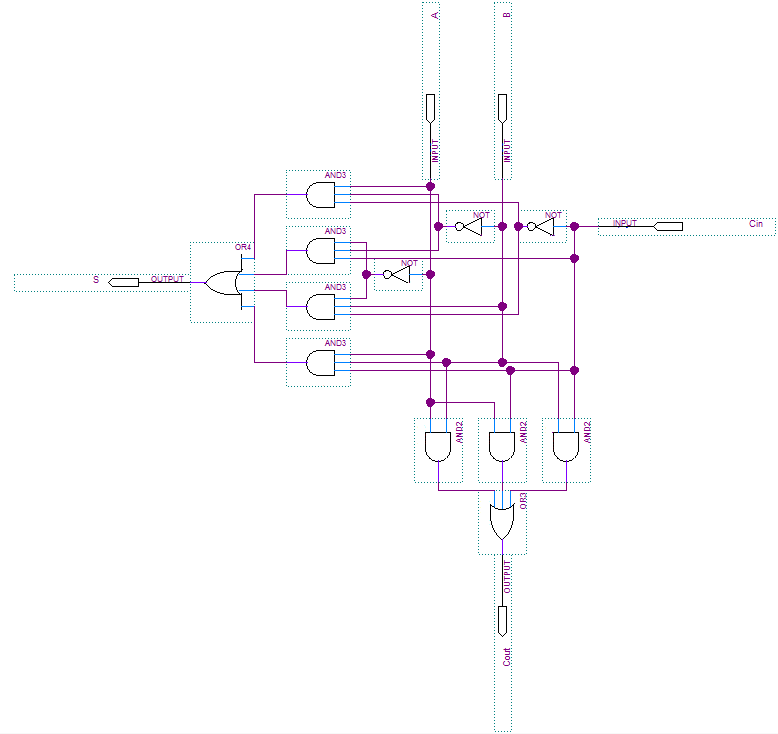 A
B
INPUT
INPUT
AND3
NOT
NOT
INPUT
Cin
AND3
OR4
NOT
S
OUTPUT
AND3
AND3
AND2
AND2
AND2
OR3
OUTPUT
Cout